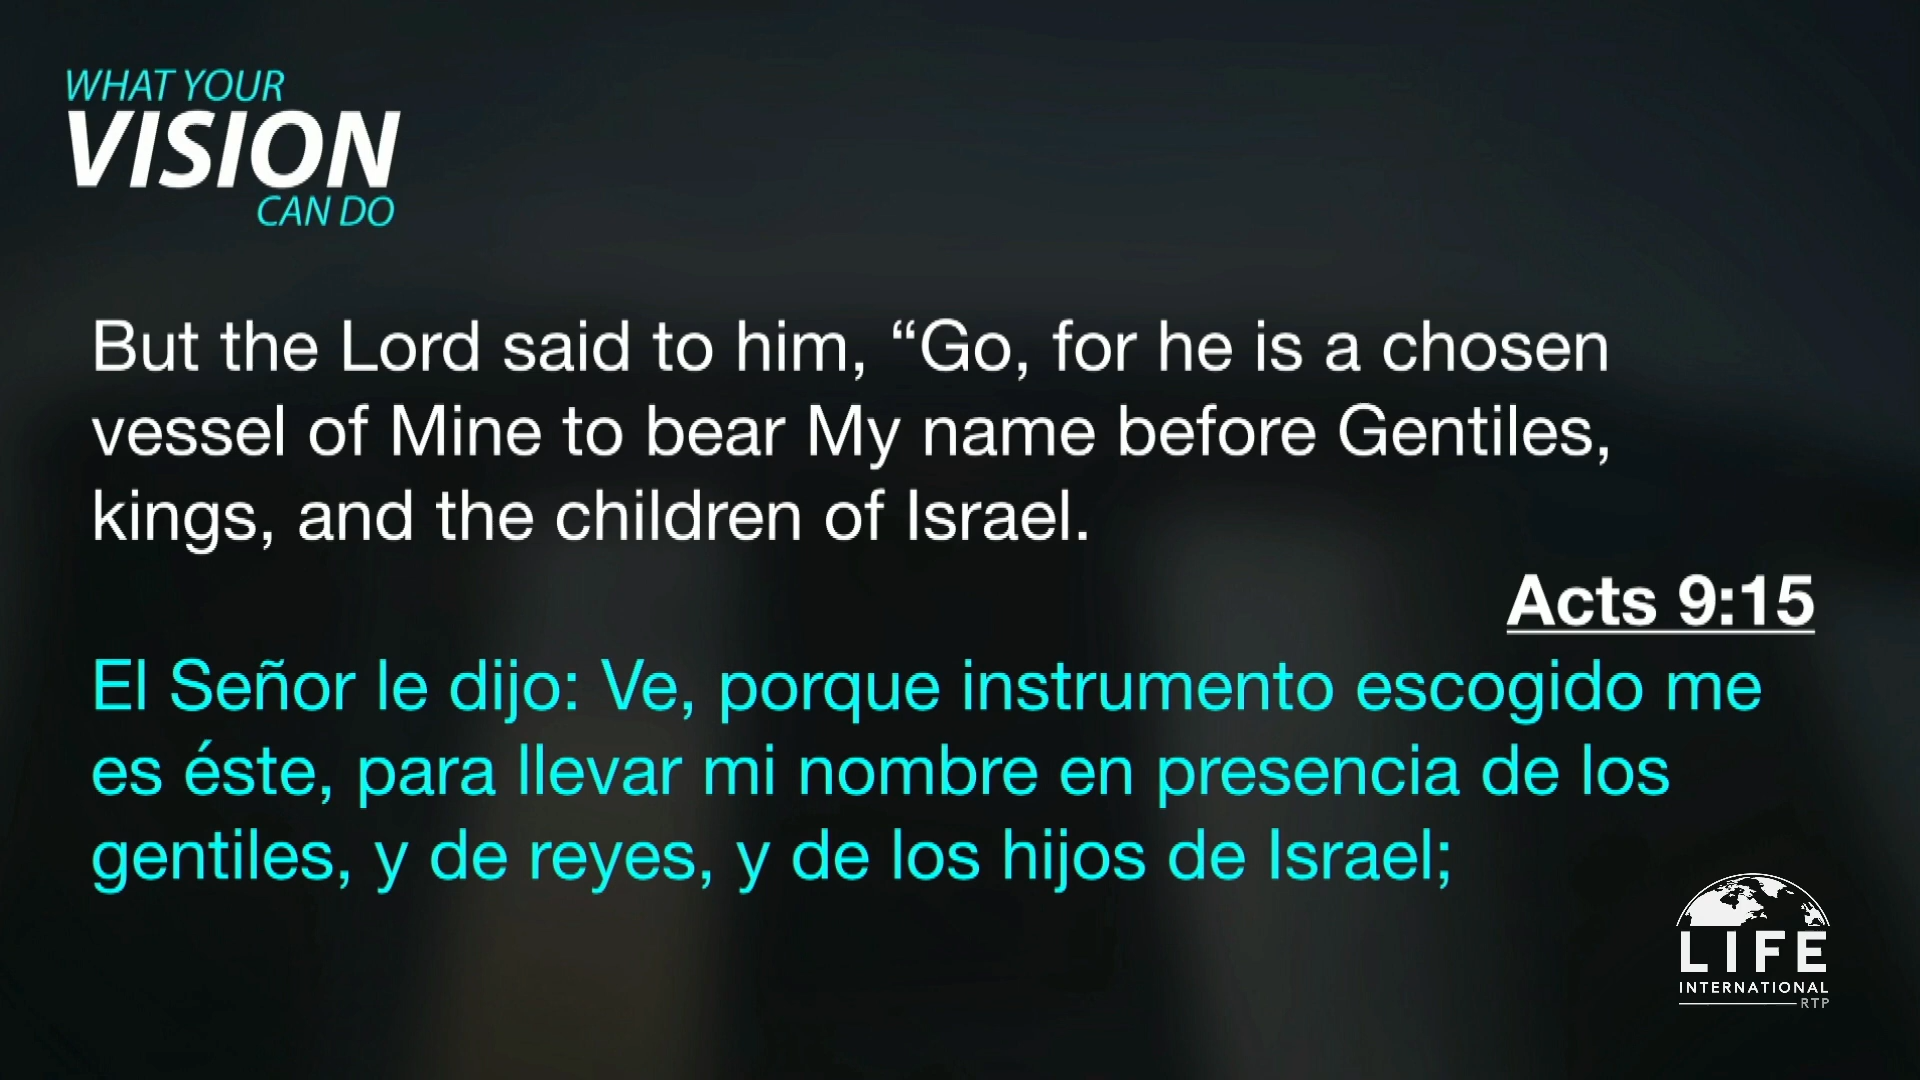 WHAT YOUR
VISION
CAN DO
But the Lord said to him, “Go, for he is a chosen
vessel of Mine to bear My name before Gentiles,
kings, and the children of Israel.
Acts 9:15
El Señor le dijo: Ve, porque instrumento escogido me
es éste, para llevar mi nombre en presencia de los
gentiles, y de reyes, y de los hijos de Israel;
LIFE
INTERNATIONAL
RTP